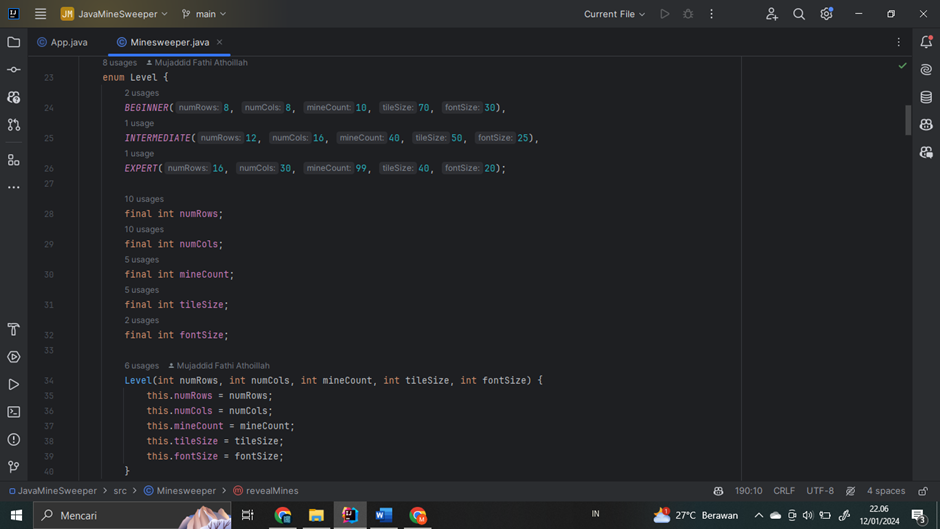 JM JavaMineSweeper main Current File
App.java Minesweeper.java
8 usages Mujaddid Fathi Athoillah
23 enum Level {
2 usages
24 BEGINNER( numRows: 8, numCols: 8, mineCount: 10, tileSize: 70, fontSize: 30),
1 usage
25 INTERMEDIATE( numRows: 12, numCols: 16, mineCount: 40, tileSize: 50, fontSize: 25),
1 usage
26 EXPERT( numRows: 16, numCols: 30, mineCount: 99, tileSize: 40, fontSize: 20);
27
10 usages
28 final int numRows;
10 usages
29 final int numCols;
5 usages
30 final int mineCount;
5 usages
31 final int tileSize;
2 usages
32 final int fontSize;
33
6 usages Mujaddid Fathi Athoillah
34 Level(int numRows, int numCols, int mineCount, int tileSize, int fontSize) {
35 this.numRows = numRows;
36 this.numCols = numCols;
37 this.mineCount = mineCount;
38 this.tileSize = tileSize;
39 this.fontSize = fontSize;
40 }
JavaMineSweeper > src > Minesweeper > revealMines 190:10 CRLF UTF-8 4 spaces
Mencari IN 27°C Berawan 22.06
12/01/2024 3